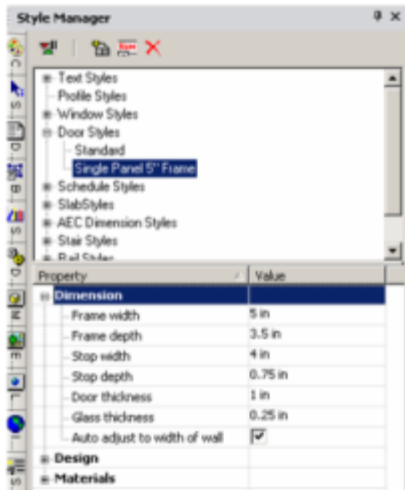 Style Manager
Text Styles
Profile Styles
Window Styles
Door Styles
Standard
Single Panel 5" Frame
Schedule Styles
SlabStyles
AEC Dimension Styles
Stair Styles
Rail Styles
Property Value
Dimension
Frame width 5 in
Frame depth 3.5 in
Stop width 4 in
Stop depth 0.75 in
Door thickness 1 in
Glass thickness 0.25 in
Auto adjust to width of wall
Design
Materials